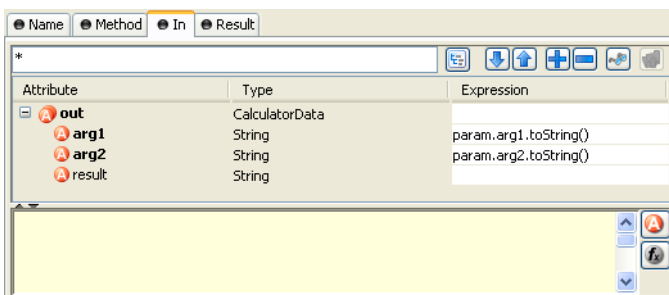 Name Method In Result
*
Attribute Type Expression
A out CalculatorData
A arg1 String param.arg1.toString()
A arg2 String param.arg2.toString()
A result String
A
fx